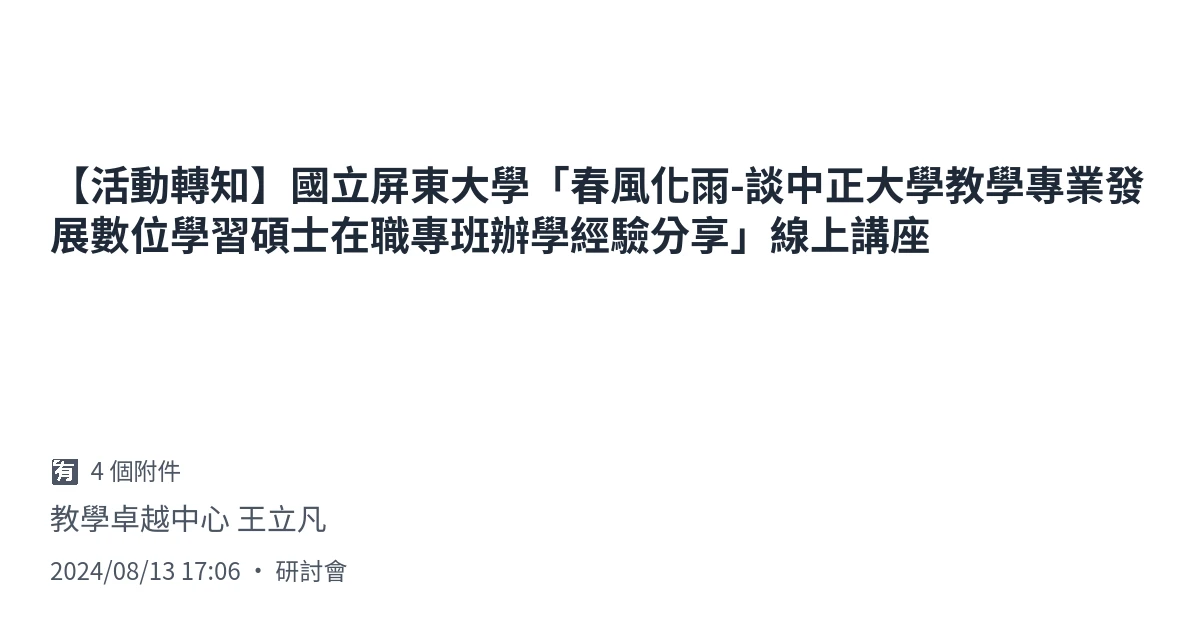 【活動轉知】國立屏東大學「春風化雨-談中正大學教學專業發
展數位學習碩士在職專班辦學經驗分享」線上講座
🈶 4 個附件
教學卓越中心 王立凡
2024/08/13 17:06 • 研討會